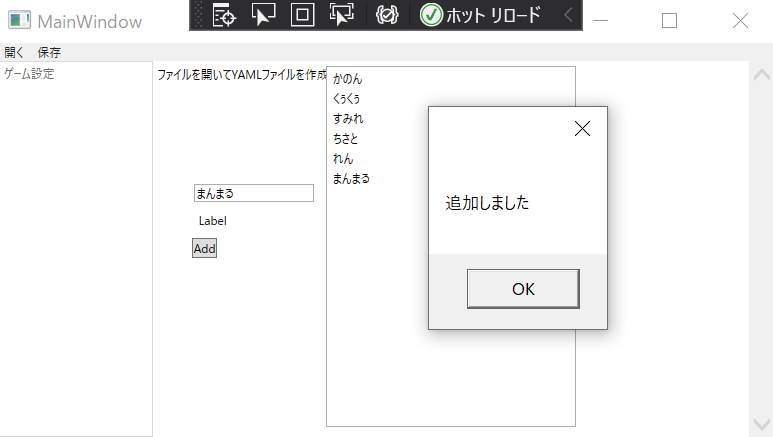 MainWindow
ホット リロード
開く 保存
ゲーム設定
ファイルを開いてYAMLファイルを作成
かのん
くぅくぅ
すみれ
ちさと
れん
まんまる
まんまる
Label
Add
追加しました
OK